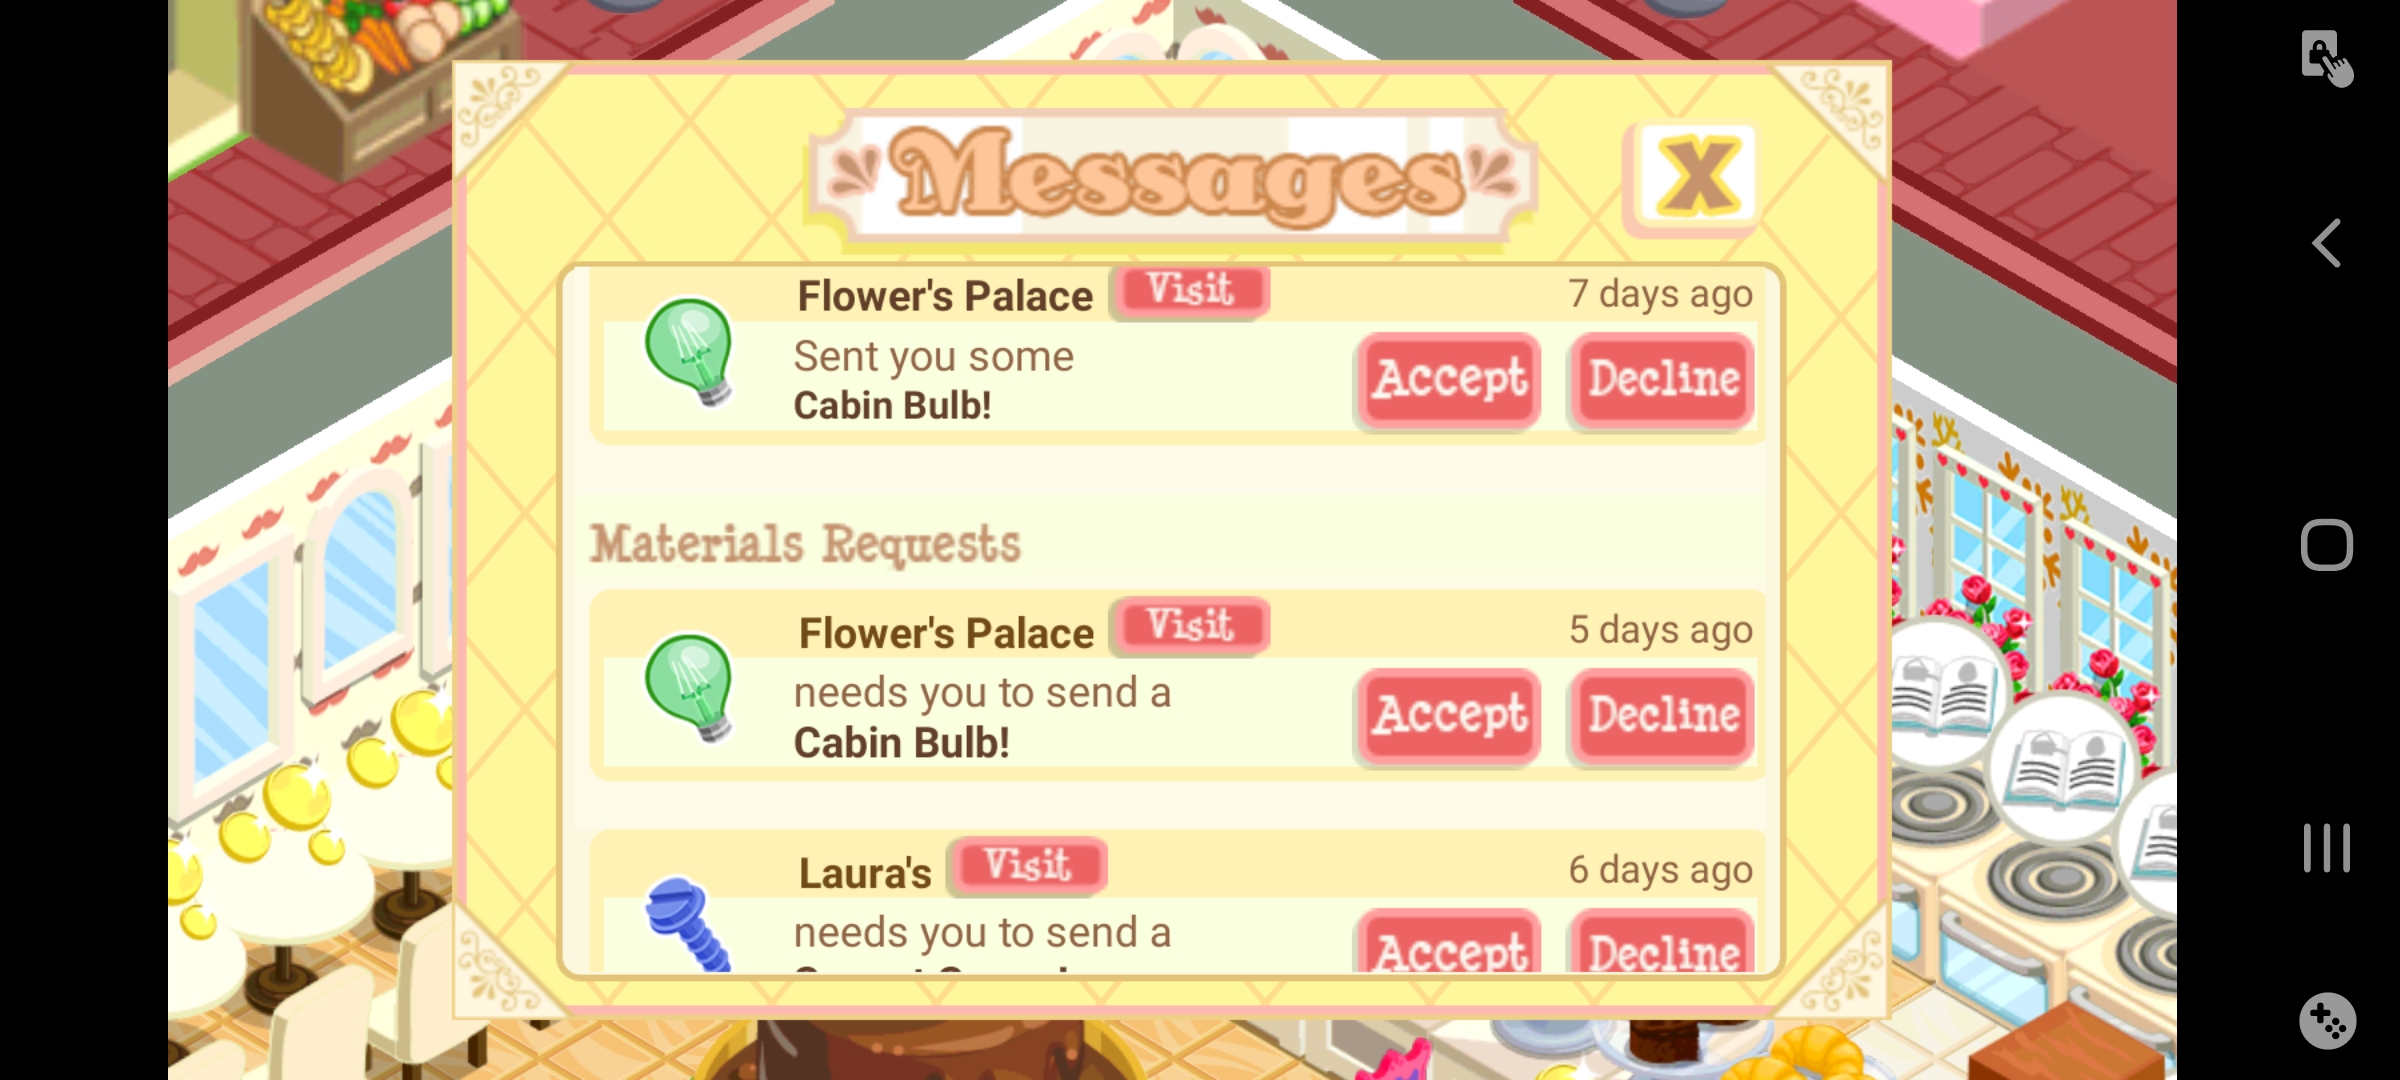 Messages
X
Flower's Palace Visit 7 days ago
Sent you some
Cabin Bulb!
Accept Decline
Materials Requests
Flower's Palace Visit 5 days ago
needs you to send a
Cabin Bulb!
Accept Decline
Laura's Visit 6 days ago
needs you to send a
Accept Decline